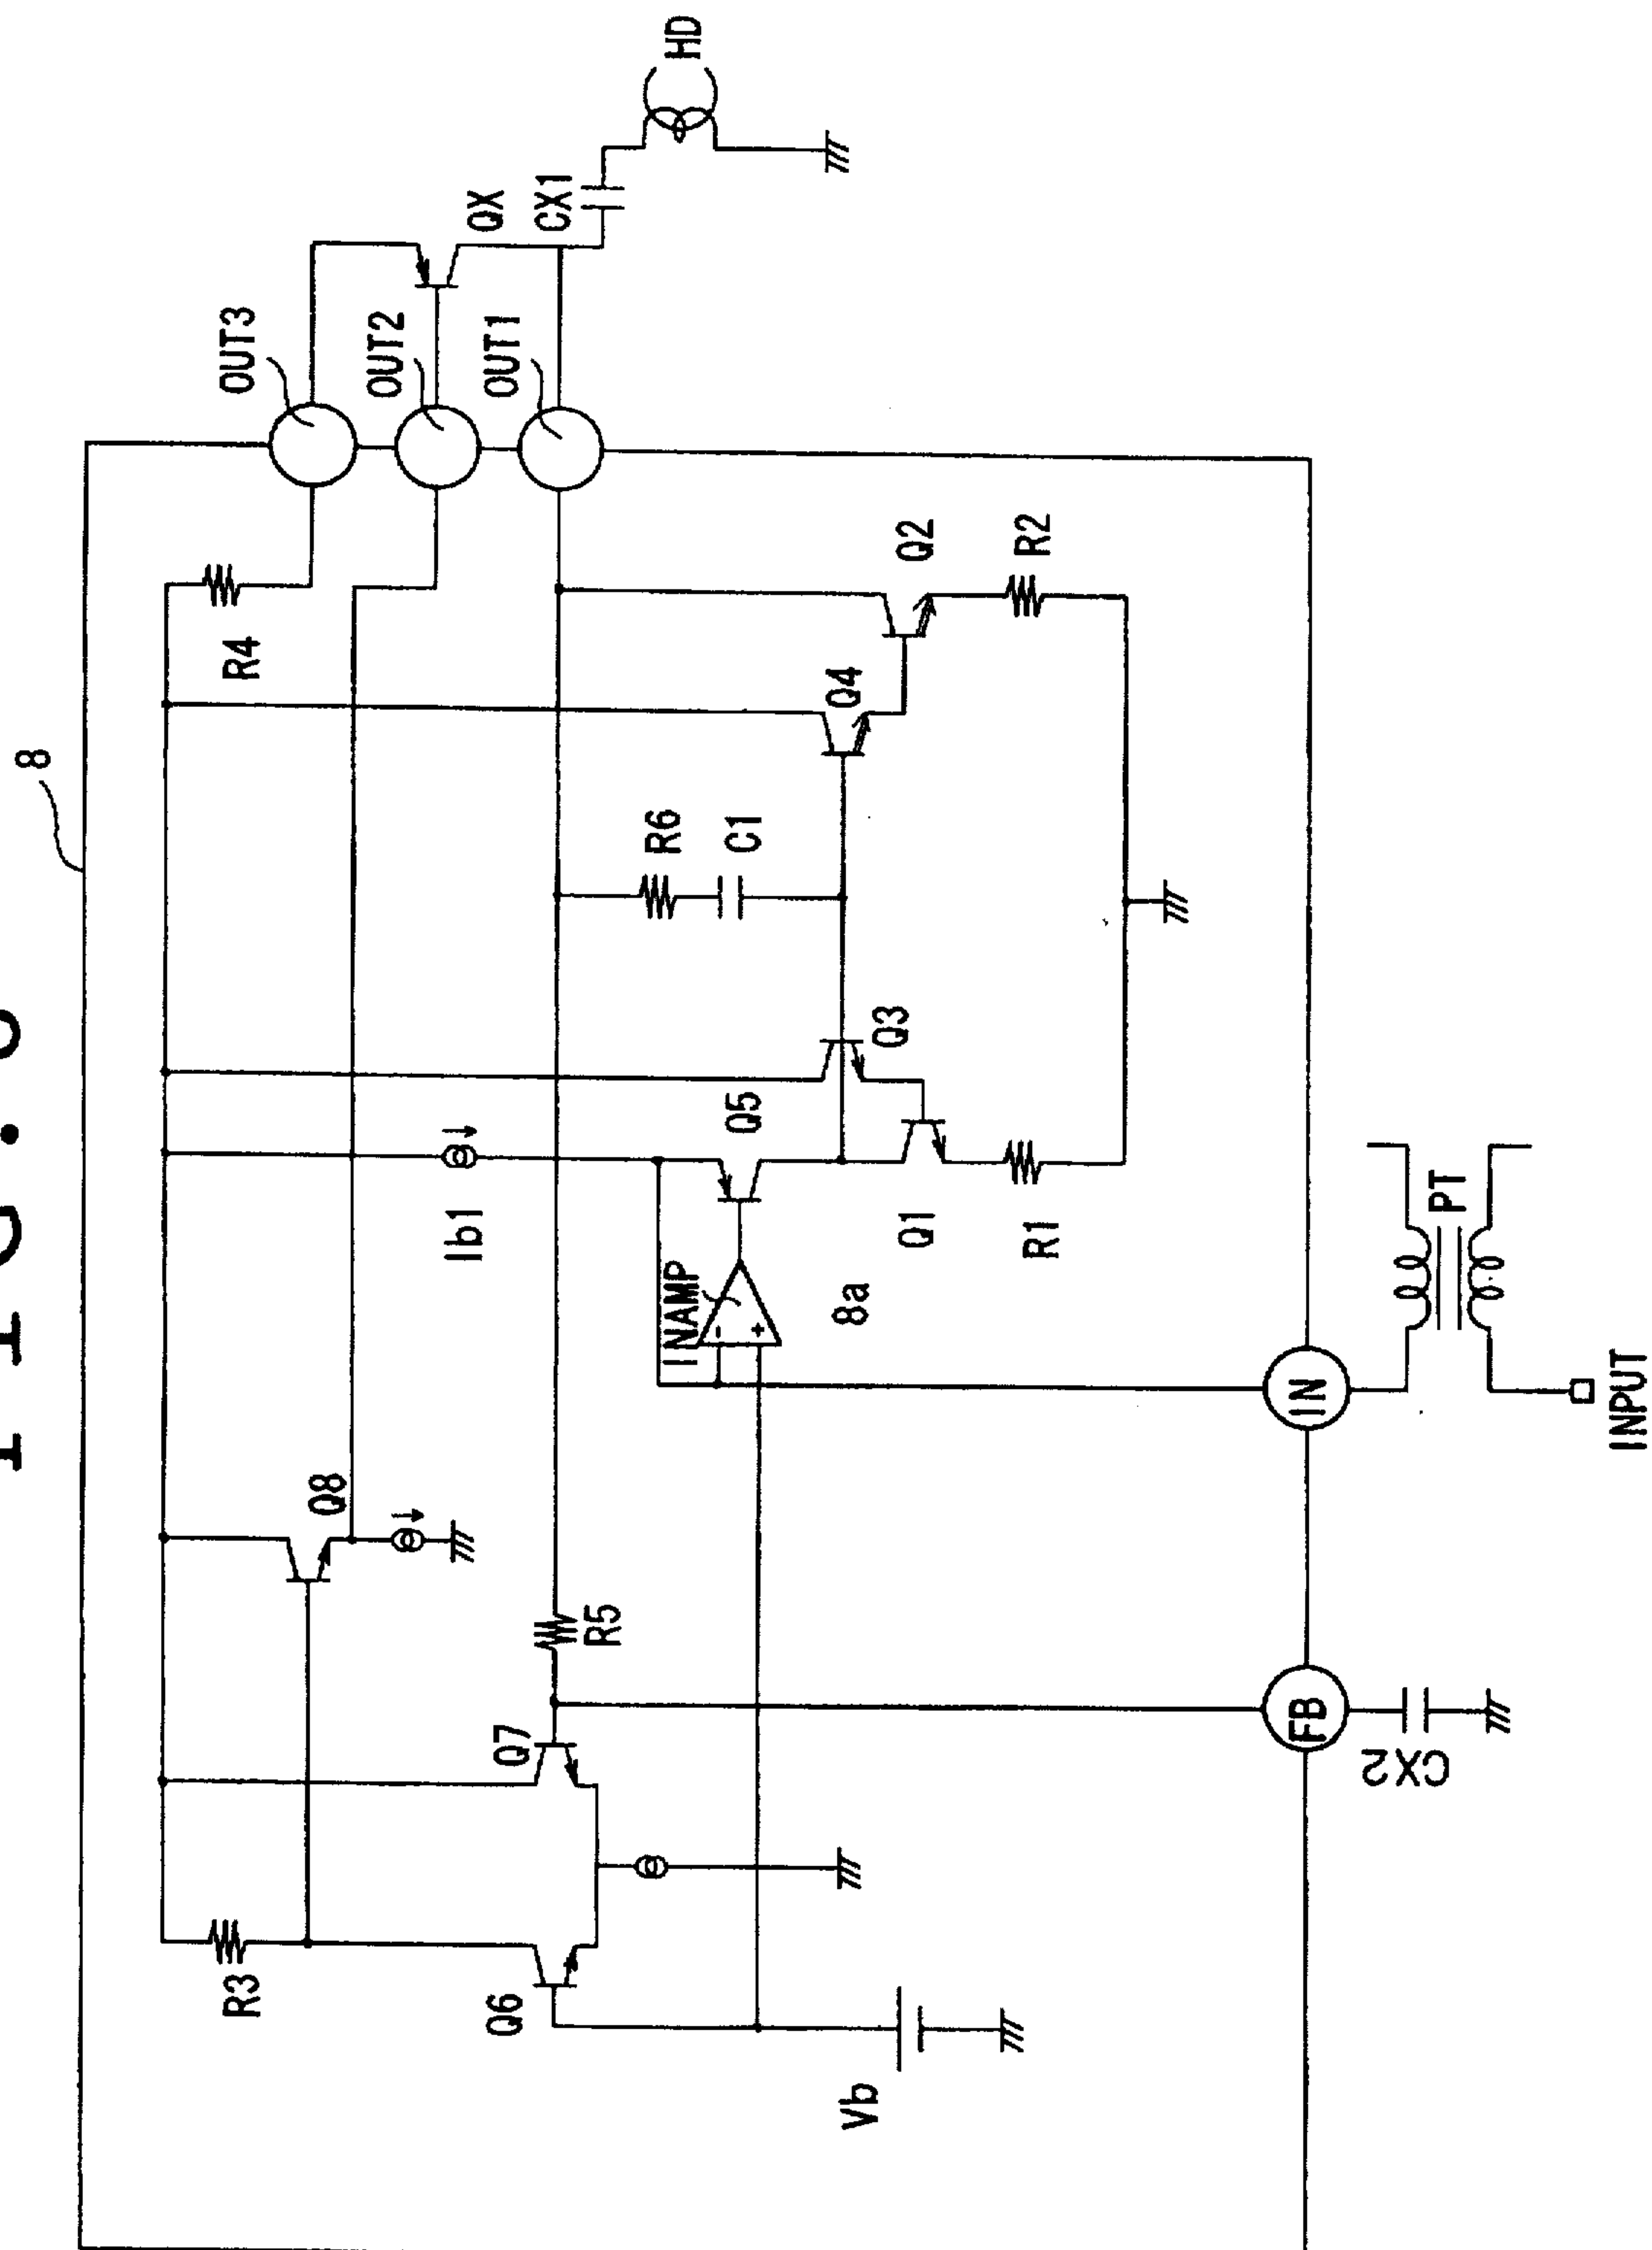 8
OUT3
OUT2
OUT1
HD
QX
CX1
R4
R6
C1
Q4
Q2
R2
Q3
Q5
Ib1
Q1
R1
INAMP
-
+
8a
Q8
R5
Q7
R3
Q6
Vb
IN
FB
CX2
PT
INPUT